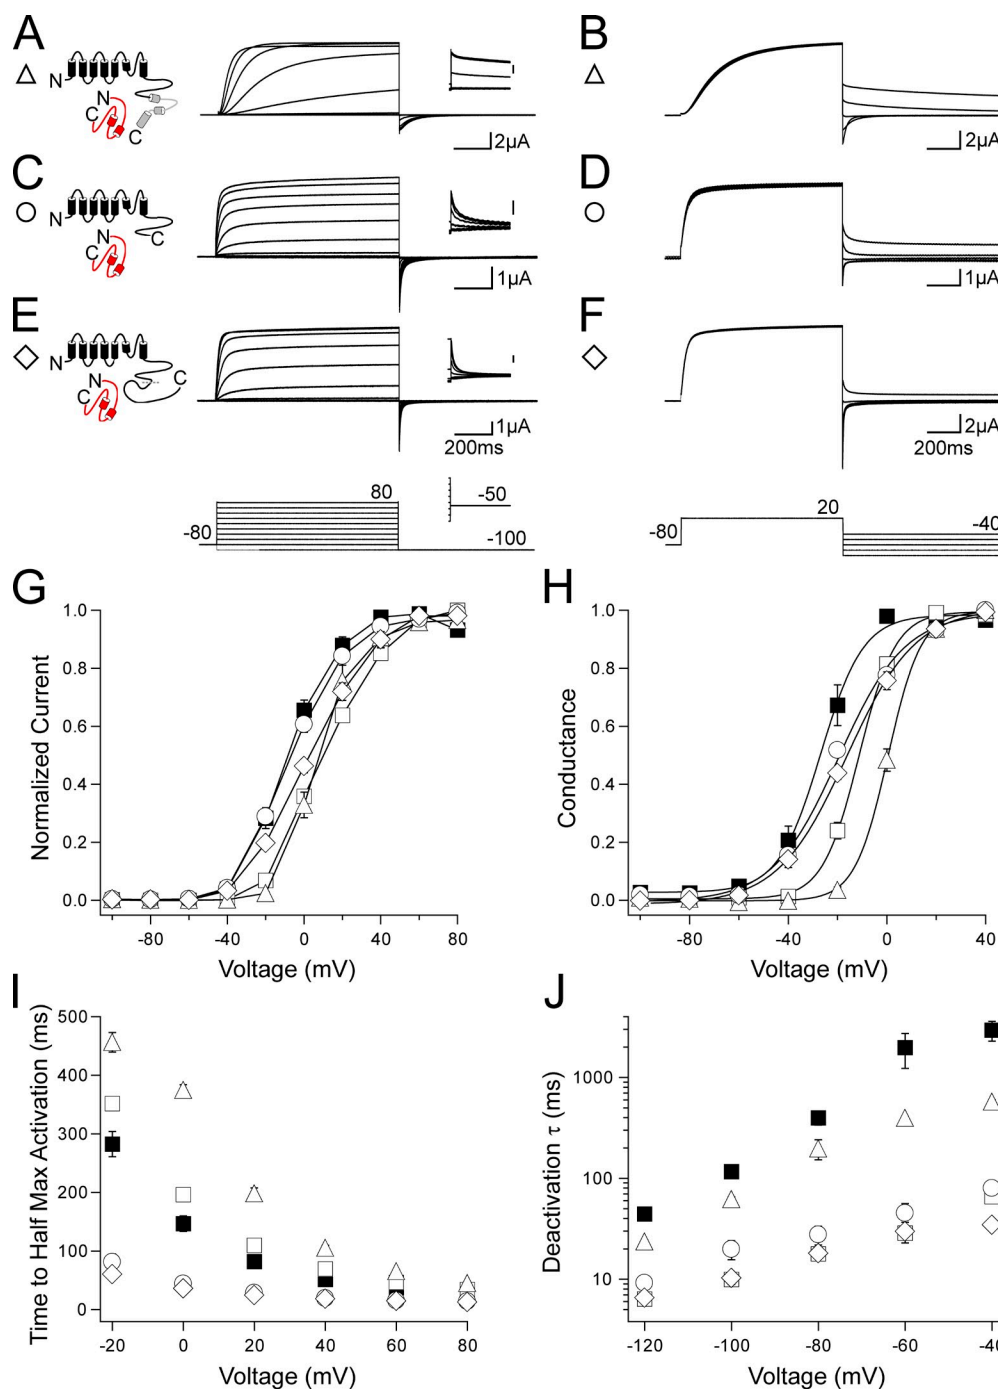 A
B
N
N
C
C
2µA
2µA
C
D
N
C
N
C
1µA
1µA
E
F
N
C
N
C
1µA
200ms
2µA
200ms
80
-50
-80
-100
20
-40
-80
G
H
1.0
0.8
0.6
0.4
0.2
0.0
Normalized Current
-80
-40
0
40
80
Voltage (mV)
1.0
0.8
0.6
0.4
0.2
0.0
Conductance
-80
-40
0
40
Voltage (mV)
I
J
500
400
300
200
100
0
Time to Half Max Activation (ms)
-20
0
20
40
60
80
Voltage (mV)
1000
100
10
Deactivation τ (ms)
-120
-100
-80
-60
-40
Voltage (mV)